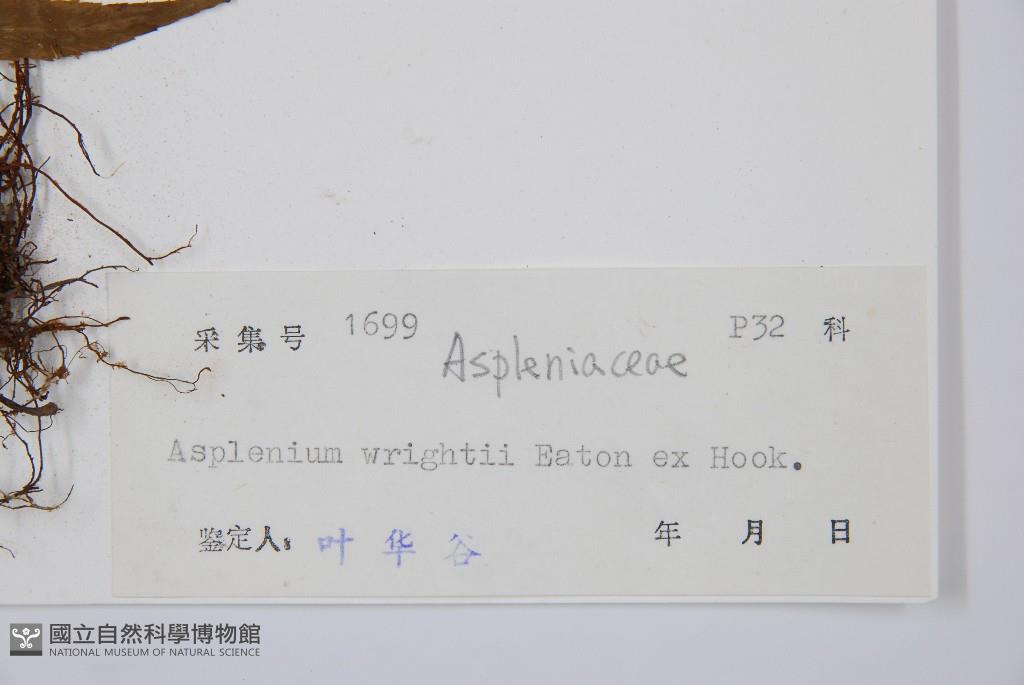 采集号 1699 P32 科
Aspleniaceae
Asplenium wrightii Eaton ex Hook.
鉴定人: 叶华谷 年 月 日
國立自然科學博物館
NATIONAL MUSEUM OF NATURAL SCIENCE